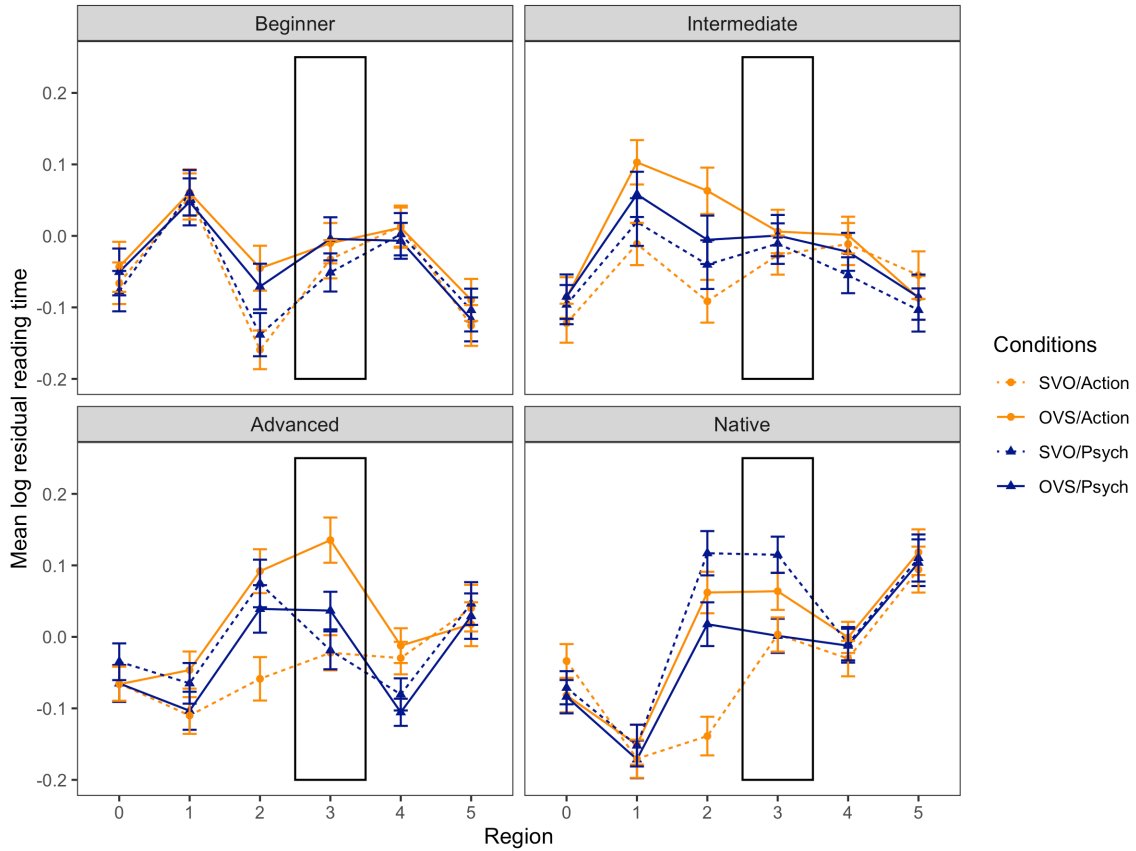 Beginner
Intermediate
0.2
0.1
0.0
-0.1
-0.2
Advanced
Native
0.2
0.1
0.0
-0.1
-0.2
0 1 2 3 4 5
0 1 2 3 4 5
Region
Mean log residual reading time
Conditions
SVO/Action
OVS/Action
SVO/Psych
OVS/Psych